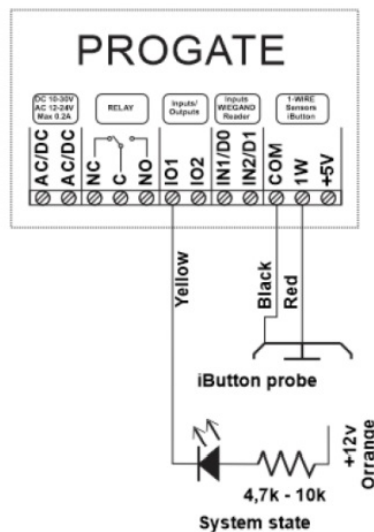 PROGATE
DC 10-30V
AC 12-24V
Max 0.2A
RELAY
Inputs/
Outputs
Inputs
WIEGAND
Reader
1-WIRE
Sensors
iButton
AC/DC
AC/DC
NC
C
NO
IO1
IO2
IN1/D0
IN2/D1
COM
1W
+5V
Yellow
Black
Red
iButton probe
+12v
Orrange
4,7k - 10k
System state